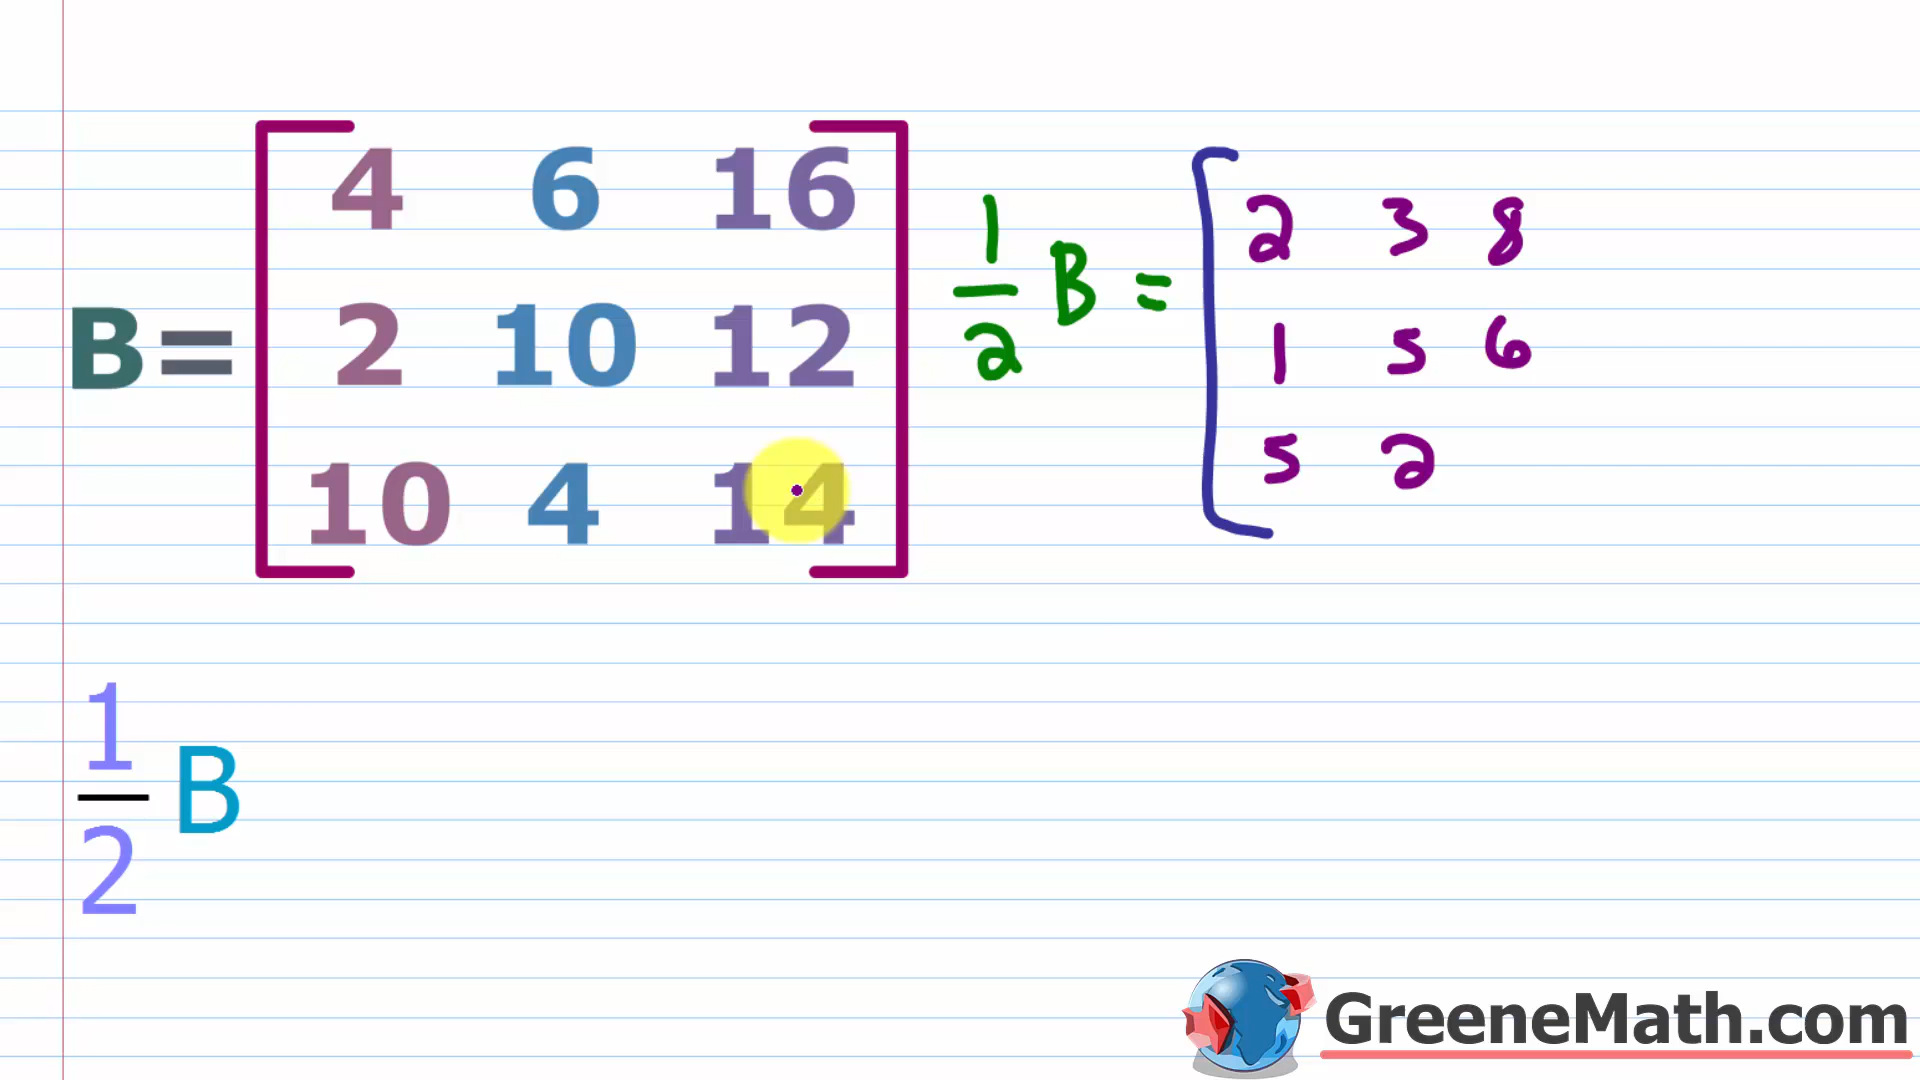 B= [ 4 6 16
2 10 12
10 4 14 ]
1/2 B = [ 2 3 8
1 5 6
5 2
1/2 B
GreeneMath.com